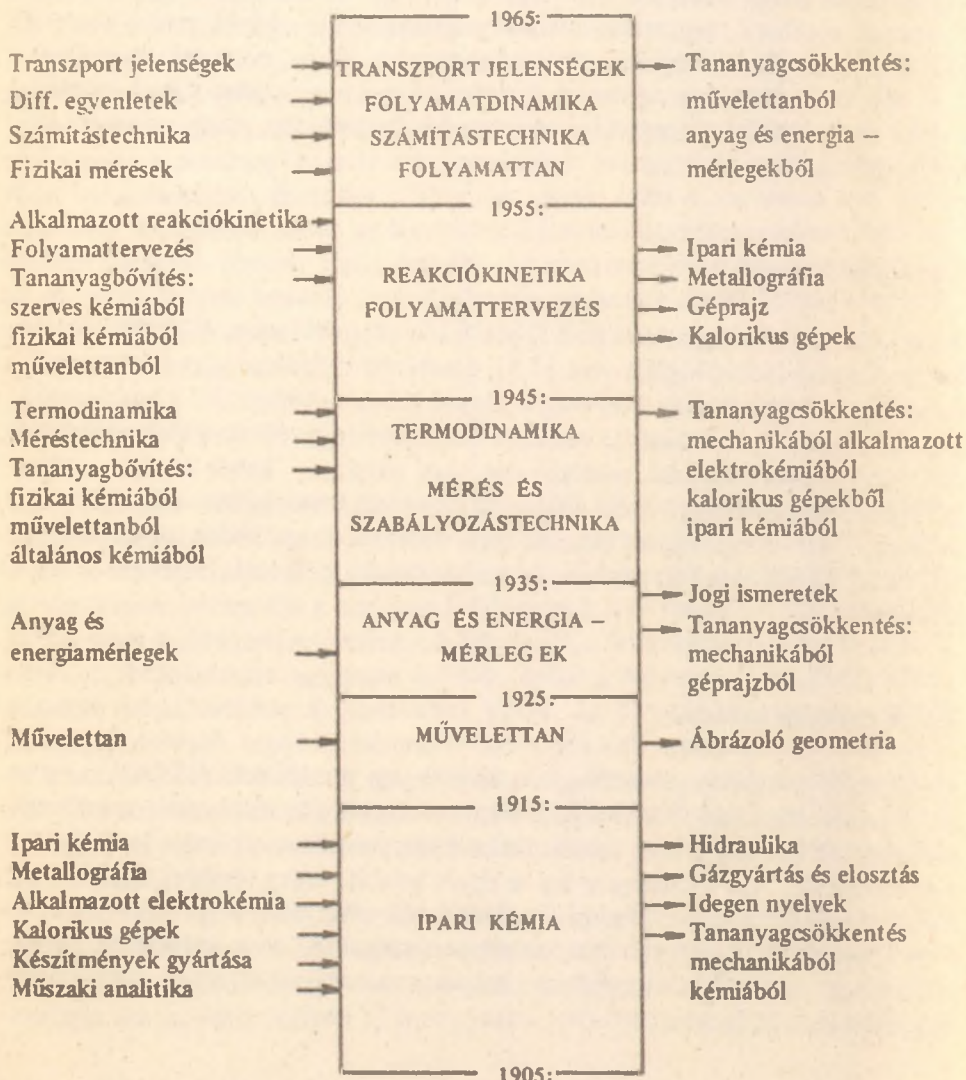 1965:
Transzport jelenségek
Diff. egyenletek
Számítástechnika
Fizikai mérések
TRANSZPORT JELENSÉGEK
FOLYAMATDINAMIKA
SZÁMÍTÁSTECHNIKA
FOLYAMATTAN
Tananyagcsökkentés:
művelettanból
anyag és energia –
mérlegekből
1955:
Alkalmazott reakciókinetika
Folyamattervezés
Tananyagbővítés:
szerves kémiából
fizikai kémiából
művelettanból
REAKCIÓKINETIKA
FOLYAMATTERVEZÉS
Ipari kémia
Metallográfia
Géprajz
Kalorikus gépek
1945:
Termodinamika
Méréstechnika
Tananyagbővítés:
fizikai kémiából
művelettanból
általános kémiából
TERMODINAMIKA
MÉRÉS ÉS
SZABÁLYOZÁSTECHNIKA
Tananyagcsökkentés:
mechanikából alkalmazott
elektrokémiából
kalorikus gépekből
ipari kémiából
1935:
Anyag és
energiamérlegek
ANYAG ÉS ENERGIA –
MÉRLEG EK
Jogi ismeretek
Tananyagcsökkentés:
mechanikából
géprajzból
1925:
Művelettan
MŰVELETTAN
Ábrázoló geometria
1915:
Ipari kémia
Metallográfia
Alkalmazott elektrokémia
Kalorikus gépek
Készítmények gyártása
Műszaki analitika
IPARI KÉMIA
Hidraulika
Gázgyártás és elosztás
Idegen nyelvek
Tananyagcsökkentés
mechanikából
kémiából
1905: